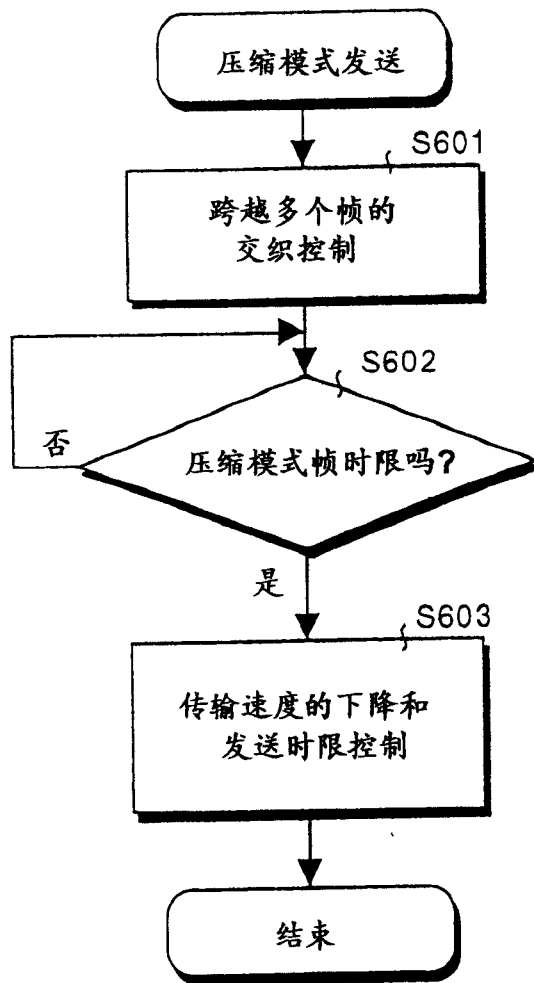 压缩模式发送
S601
跨越多个帧的
交织控制
S602
否
压缩模式帧时限吗?
是
S603
传输速度的下降和
发送时限控制
结束